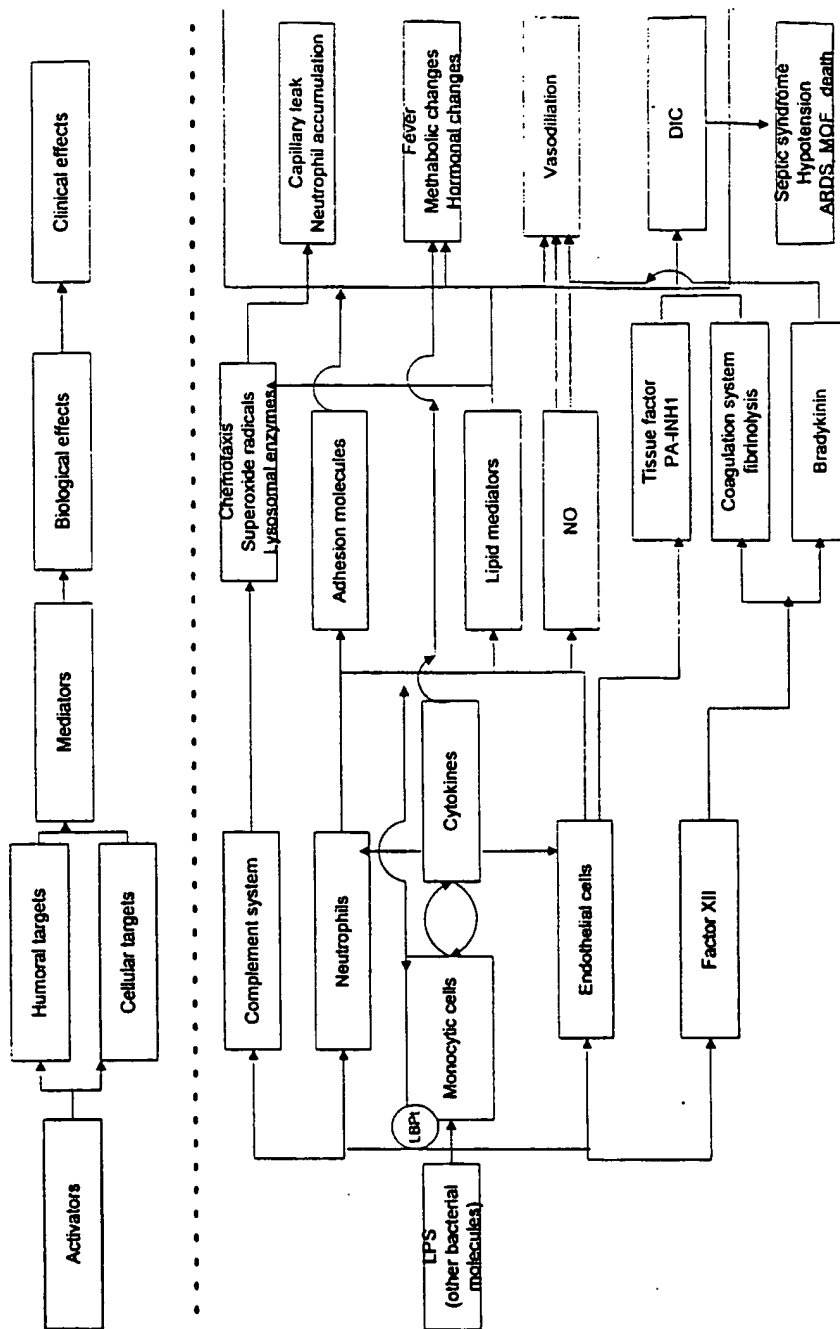 Activators
Humoral targets
Cellular targets
Mediators
Biological effects
Clinical effects
LPS
(other bacterial
molecules)
LBPt
Complement system
Neutrophils
Monocytic cells
Cytokines
Endothelial cells
Factor XII
Chemotaxis
Superoxide radicals
Lysosomal enzymes
Adhesion molecules
Lipid mediators
NO
Tissue factor
PA-INH1
Coagulation system
fibrinolysis
Bradykinin
Capillary leak
Neutrophil accumulation
Fever
Methabolic changes
Hormonal changes
Vasodiliation
DIC
Septic syndrome
Hypotension
ARDS MOF death